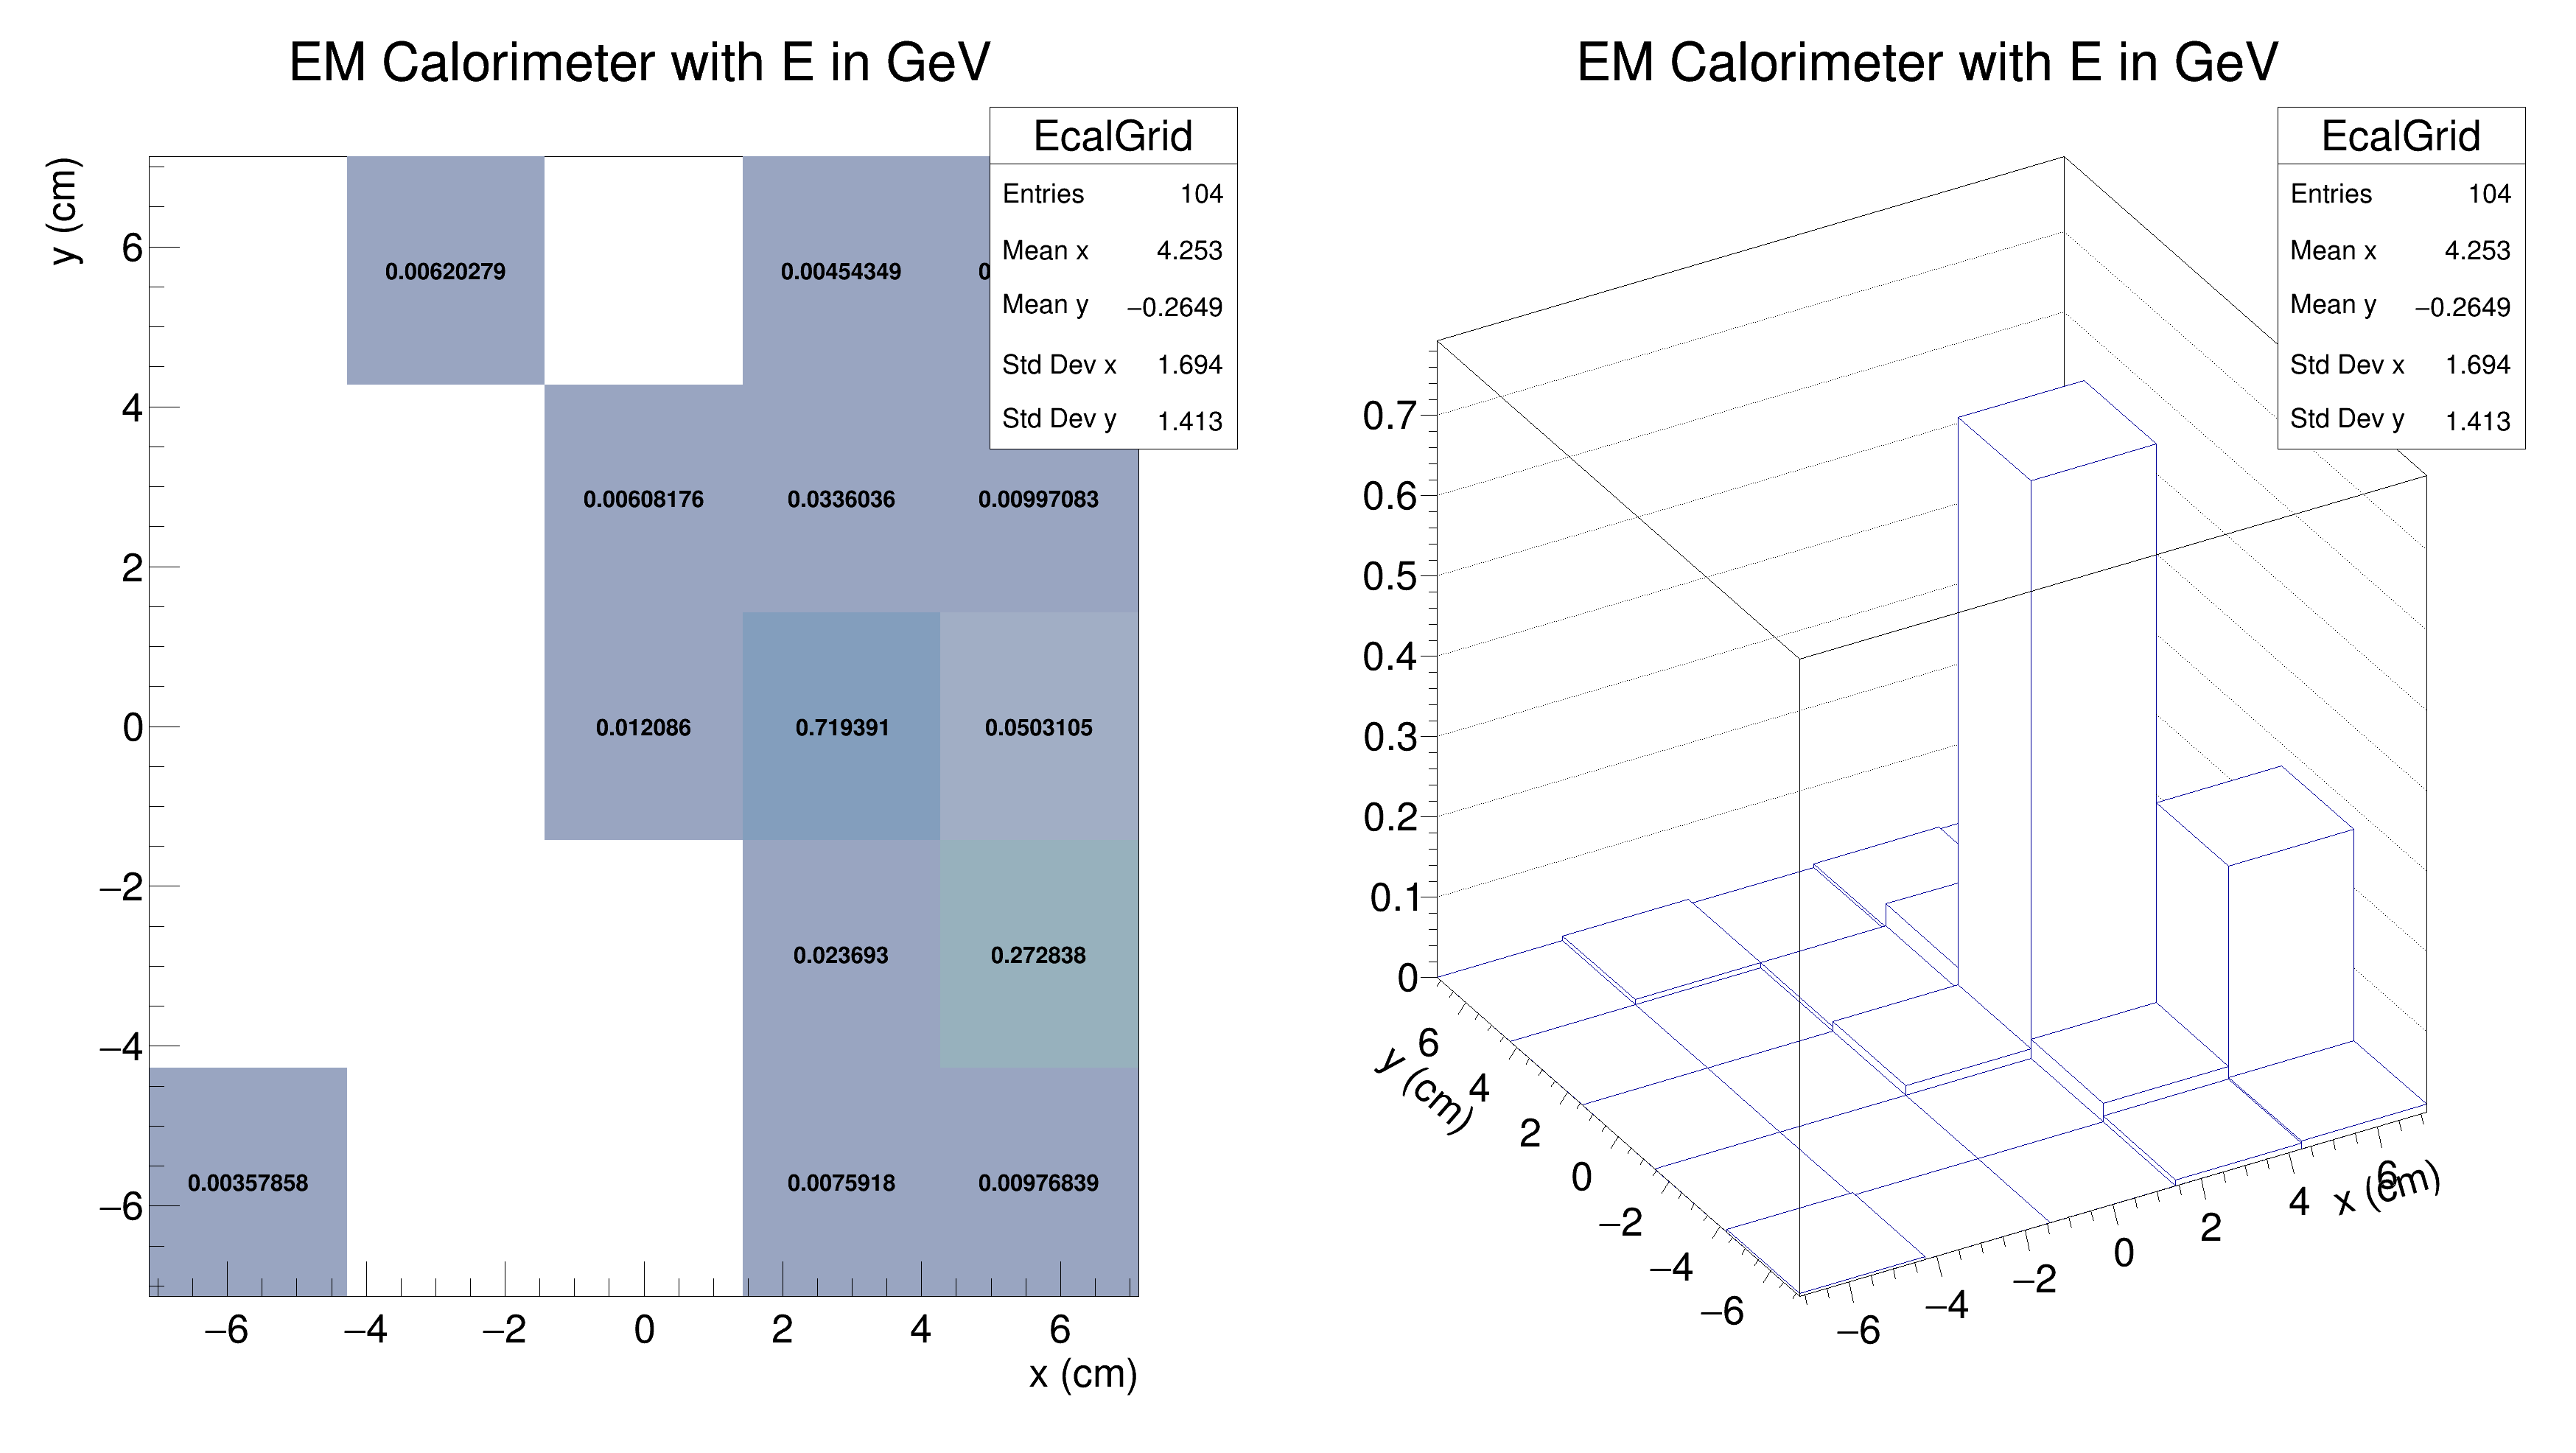 EM Calorimeter with E in GeV
EcalGrid
Entries 104
Mean x 4.253
Mean y −0.2649
Std Dev x 1.694
Std Dev y 1.413
y (cm)
6
4
2
0
−2
−4
−6
0.00620279
0.00454349
0.00608176
0.0336036
0.00997083
0.012086
0.719391
0.0503105
0.023693
0.272838
0.00357858
0.0075918
0.00976839
−6 −4 −2 0 2 4 6
x (cm)
EM Calorimeter with E in GeV
EcalGrid
Entries 104
Mean x 4.253
Mean y −0.2649
Std Dev x 1.694
Std Dev y 1.413
0.7
0.6
0.5
0.4
0.3
0.2
0.1
0
y (cm)
6
4
2
0
−2
−4
−6
−6
−4
−2
0
2
4
6
x (cm)